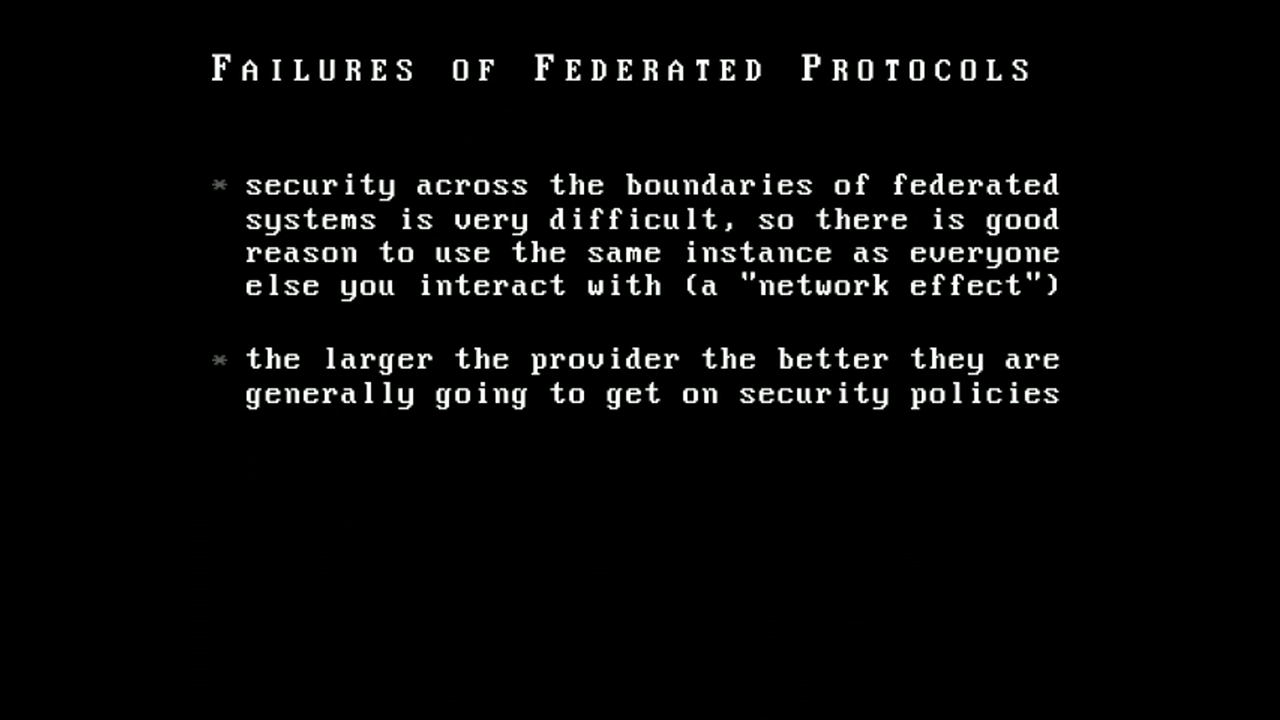 Failures of Federated Protocols
* security across the boundaries of federated
systems is very difficult, so there is good
reason to use the same instance as everyone
else you interact with (a "network effect")
* the larger the provider the better they are
generally going to get on security policies